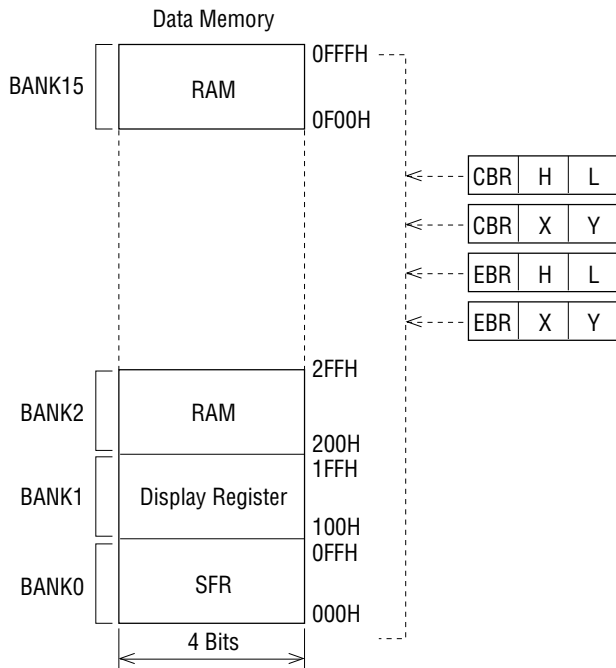 Data Memory
0FFFH
BANK15
RAM
0F00H
CBR H L
CBR X Y
EBR H L
EBR X Y
2FFH
BANK2
RAM
200H
1FFH
BANK1
Display Register
100H
0FFH
BANK0
SFR
000H
4 Bits